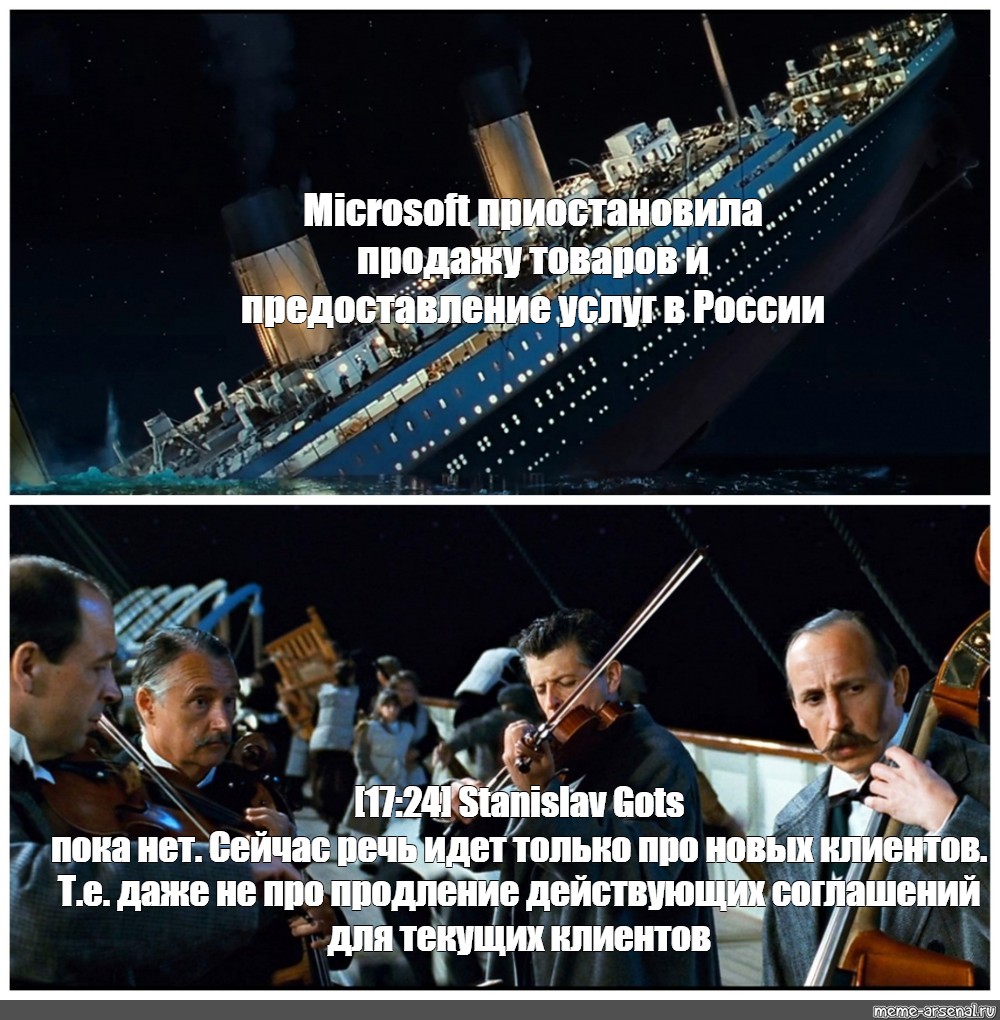 Microsoft приостановила
продажу товаров и
предоставление услуг в России
[17:24] Stanislav Gots
пока нет. Сейчас речь идет только про новых клиентов.
Т.е. даже не про продление действующих соглашений
для текущих клиентов
meme-arsenal.ru